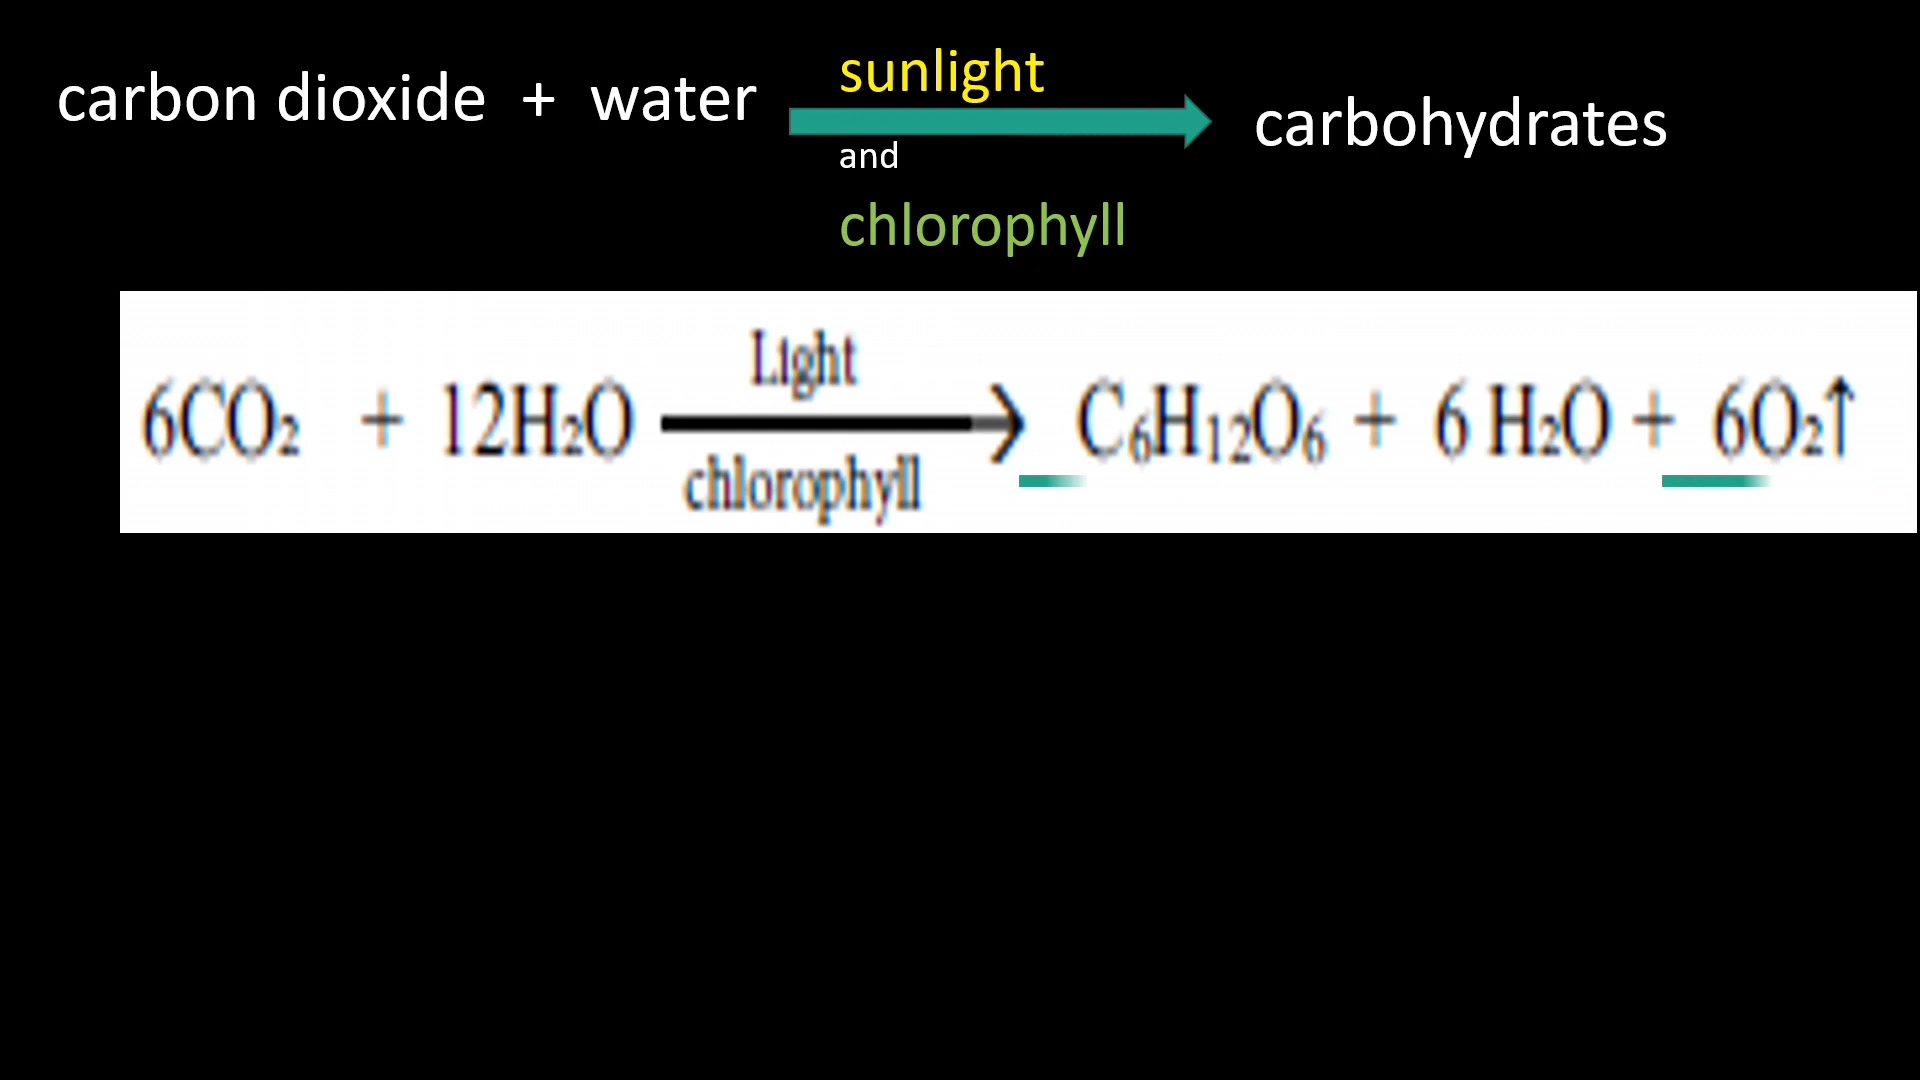 carbon dioxide + water
sunlight
and
chlorophyll
carbohydrates
Light
6CO₂ + 12H₂O → C₆H₁₂O₆ + 6 H₂O + 6O₂↑
chlorophyll